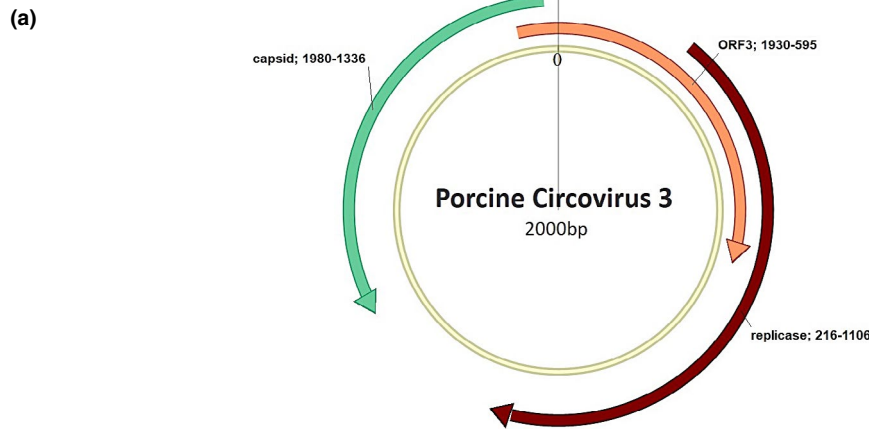 (a)
capsid; 1980-1336
ORF3; 1930-595
0
Porcine Circovirus 3
2000bp
replicase; 216-1106